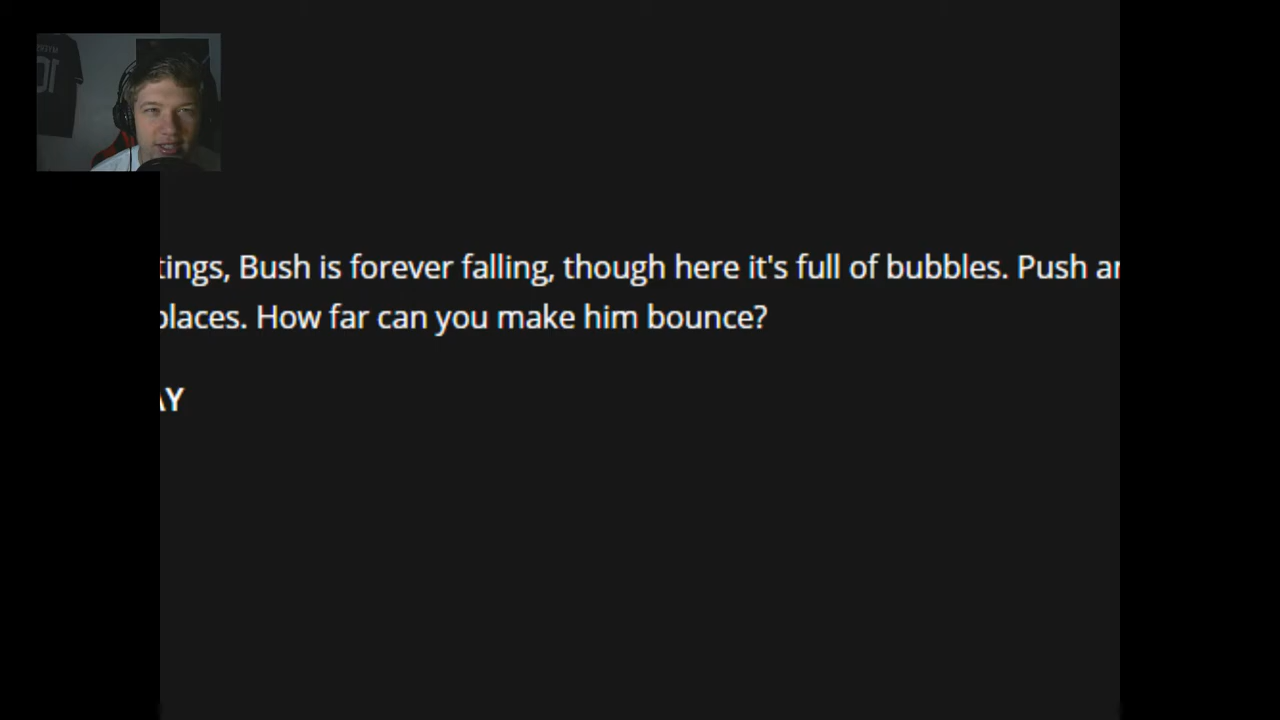 tings, Bush is forever falling, though here it's full of bubbles. Push ar
places. How far can you make him bounce?
AY